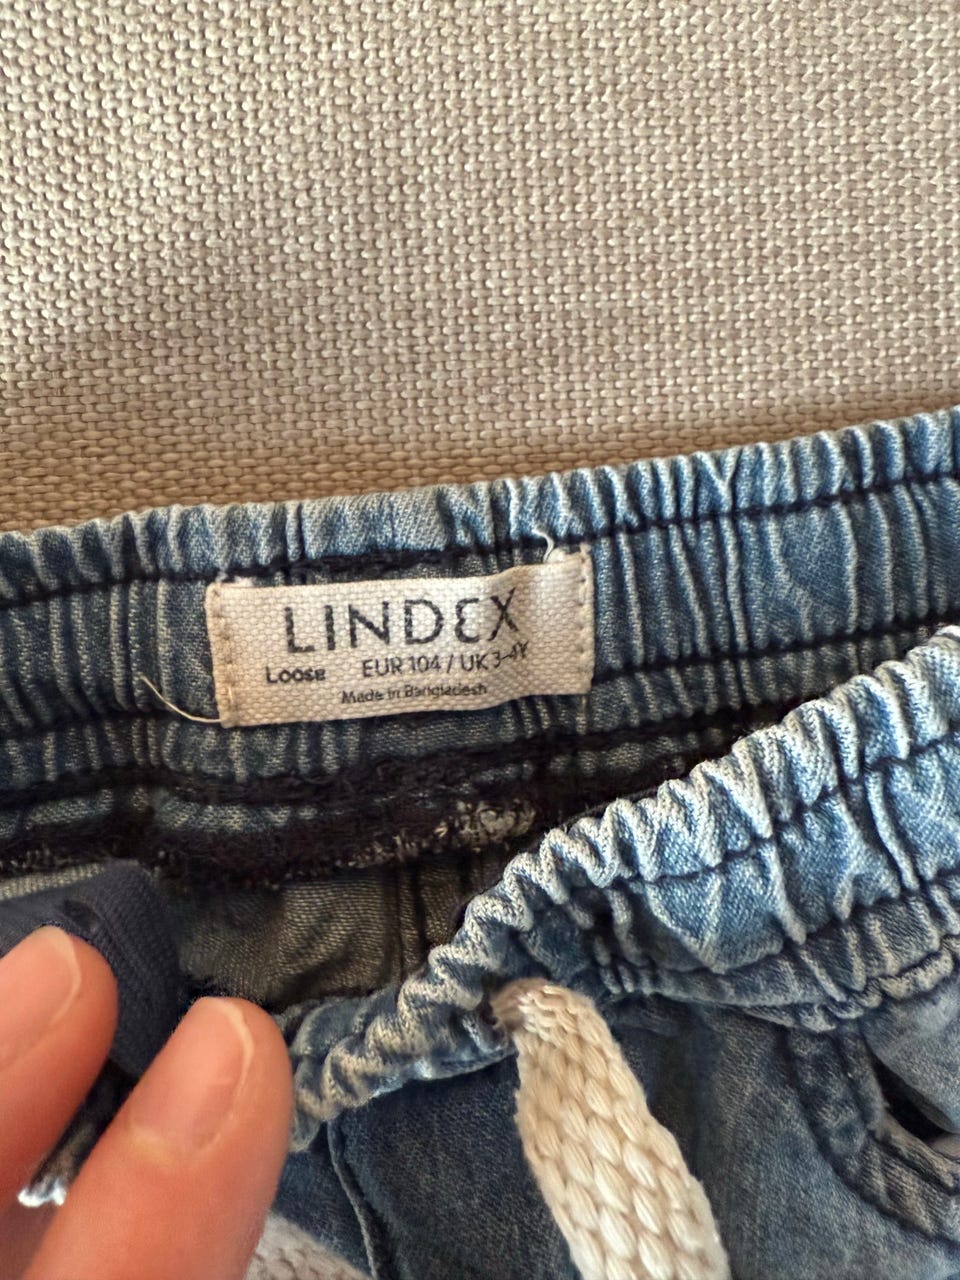 LINDEX
Loose EUR 104 / UK 3-4Y
Made in Bangladesh